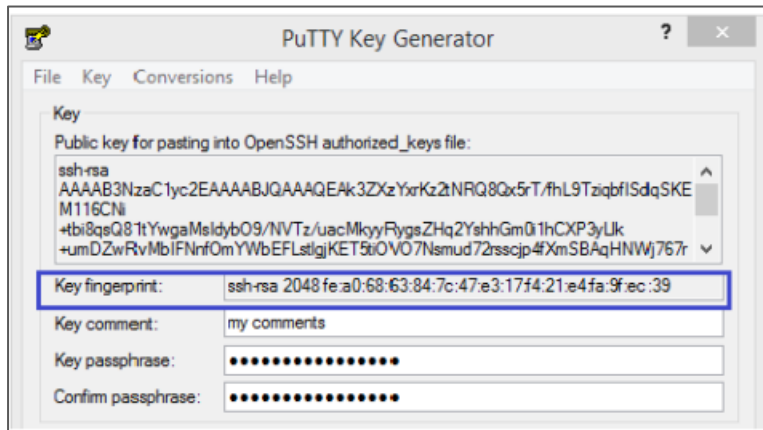 PuTTY Key Generator
? ×
File Key Conversions Help
Key
Public key for pasting into OpenSSH authorized_keys file:
ssh-rsa
AAAAB3NzaC1yc2EAAAABJQAAAQEAk3ZXzYxrKz2tNRQ8Qx5rT/fhL9TziqbfISdlqSKE
M116CNi
+tbi8qsQ81tYwgaMsldybO9/NVTz/uacMkyyRygsZHq2YshhGm0i1hCXP3yLlk
+umDZwRvMbIFNnfOmYWbEFLstlgjKET5tiOVO7Nsmud72rsscjp4fXmSBAqHNWj767r
Key fingerprint: ssh-rsa 2048 fe:a0:68:63:84:7c:47:e3:17:f4:21:e4:fa:9f:ec:39
Key comment: my comments
Key passphrase: ●●●●●●●●●●●●●●●●
Confirm passphrase: ●●●●●●●●●●●●●●●●